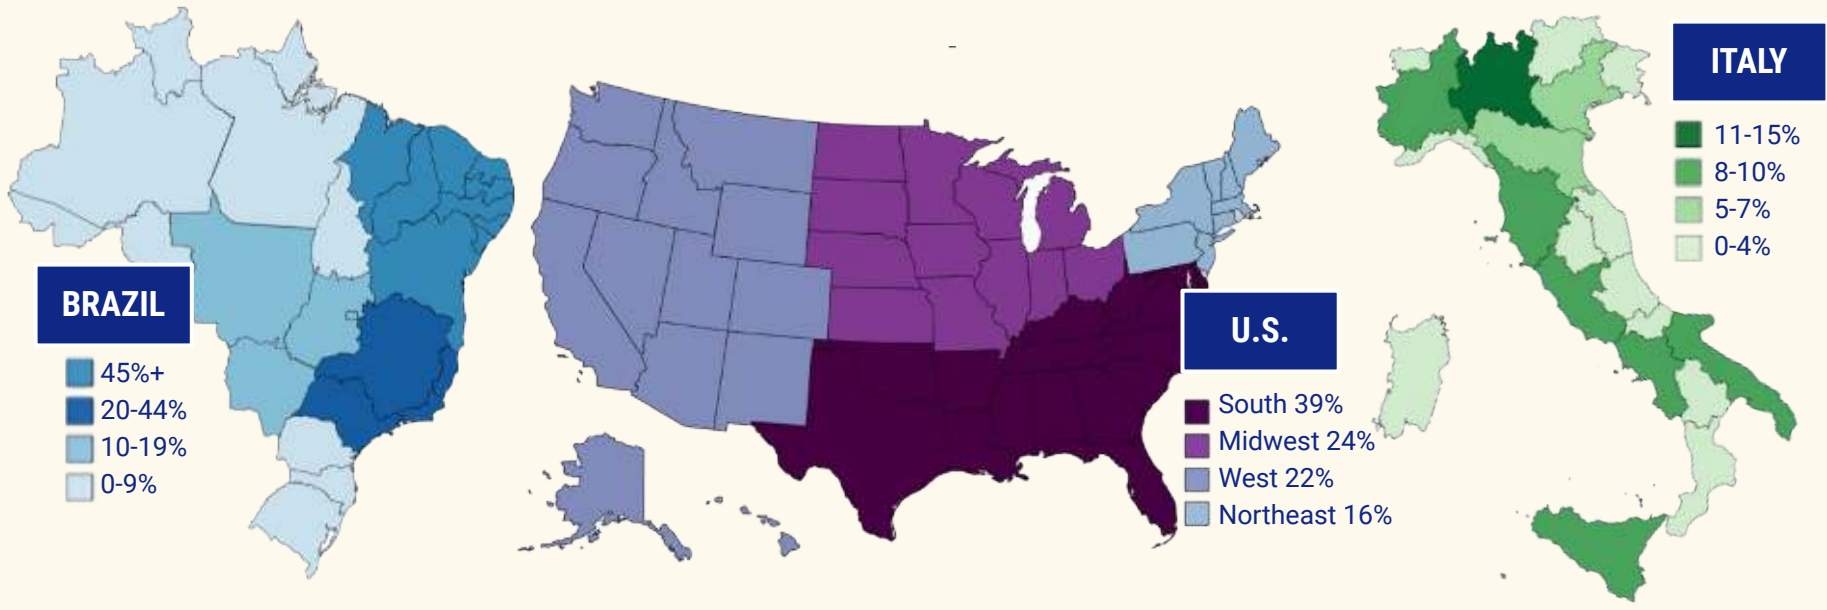 BRAZIL
45%+
20-44%
10-19%
0-9%
U.S.
South 39%
Midwest 24%
West 22%
Northeast 16%
ITALY
11-15%
8-10%
5-7%
0-4%